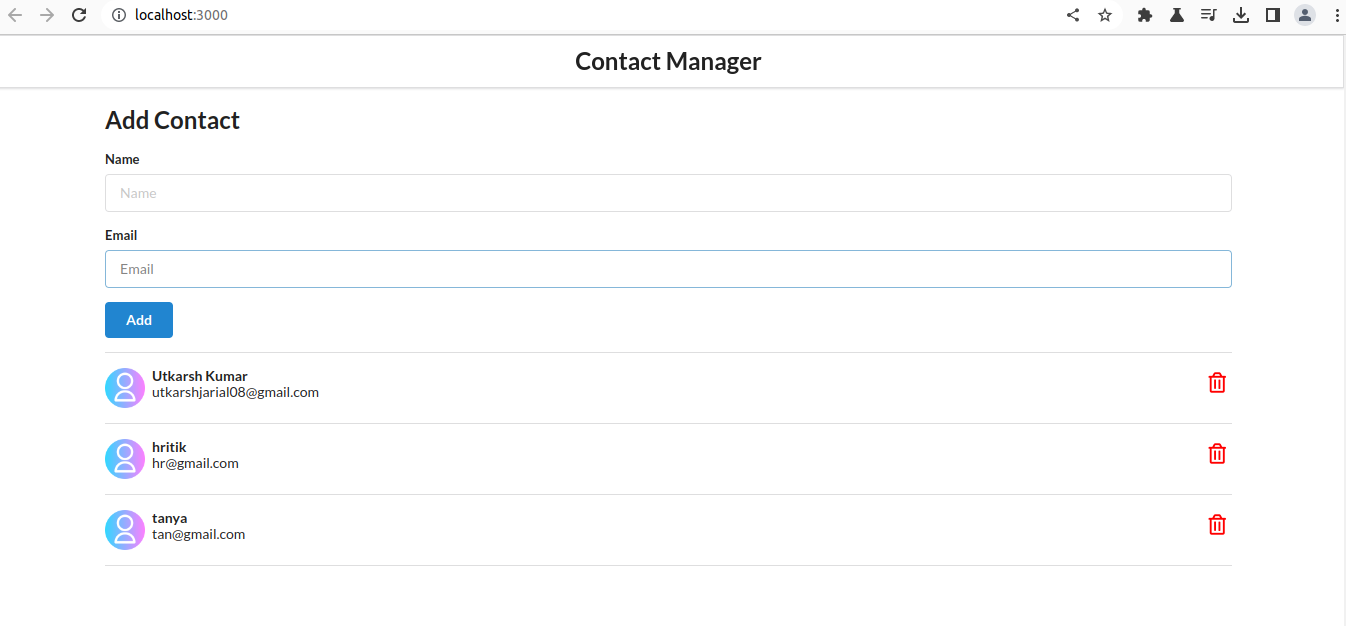 localhost:3000
Contact Manager
Add Contact
Name
Name
Email
Email
Add
Utkarsh Kumar
utkarshjarial08@gmail.com
hritik
hr@gmail.com
tanya
tan@gmail.com